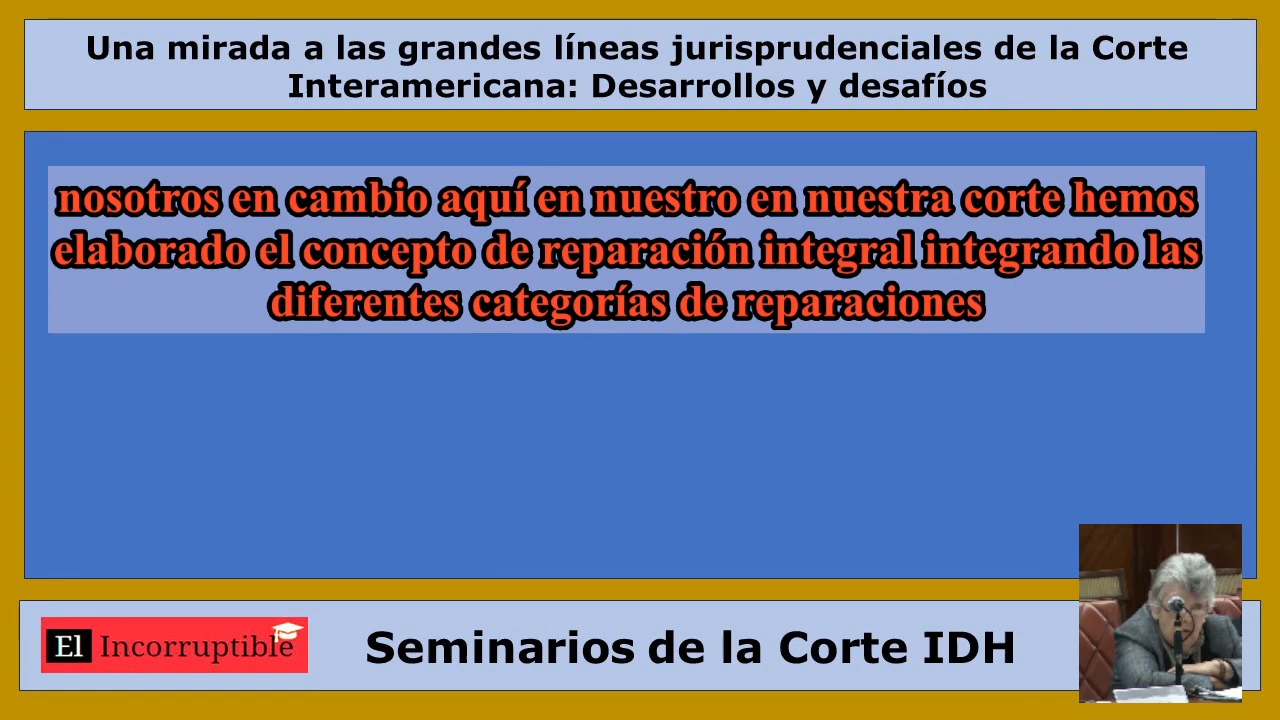 Una mirada a las grandes líneas jurisprudenciales de la Corte
Interamericana: Desarrollos y desafíos
nosotros en cambio aquí en nuestro en nuestra corte hemos
elaborado el concepto de reparación integral integrando las
diferentes categorías de reparaciones
El Incorruptible
Seminarios de la Corte IDH